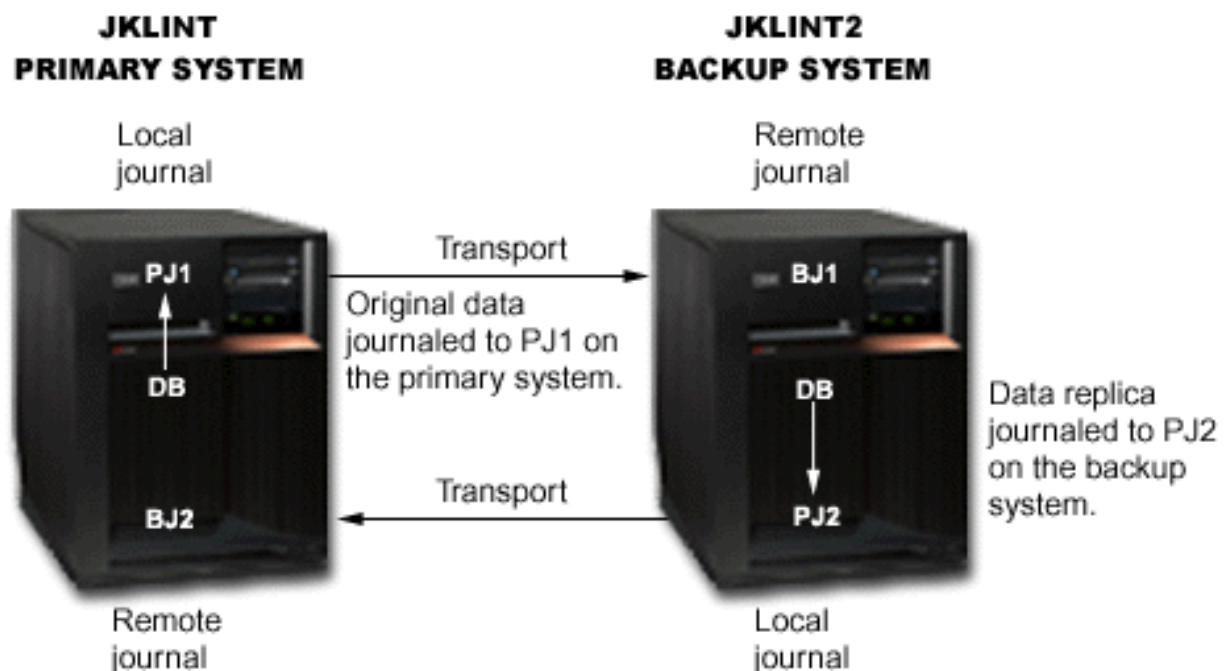 JKLINT
PRIMARY SYSTEM
JKLINT2
BACKUP SYSTEM
Local
journal
Remote
journal
PJ1
DB
BJ2
Transport
Original data
journaled to PJ1 on
the primary system.
Transport
BJ1
DB
PJ2
Data replica
journaled to PJ2
on the backup
system.
Remote
journal
Local
journal